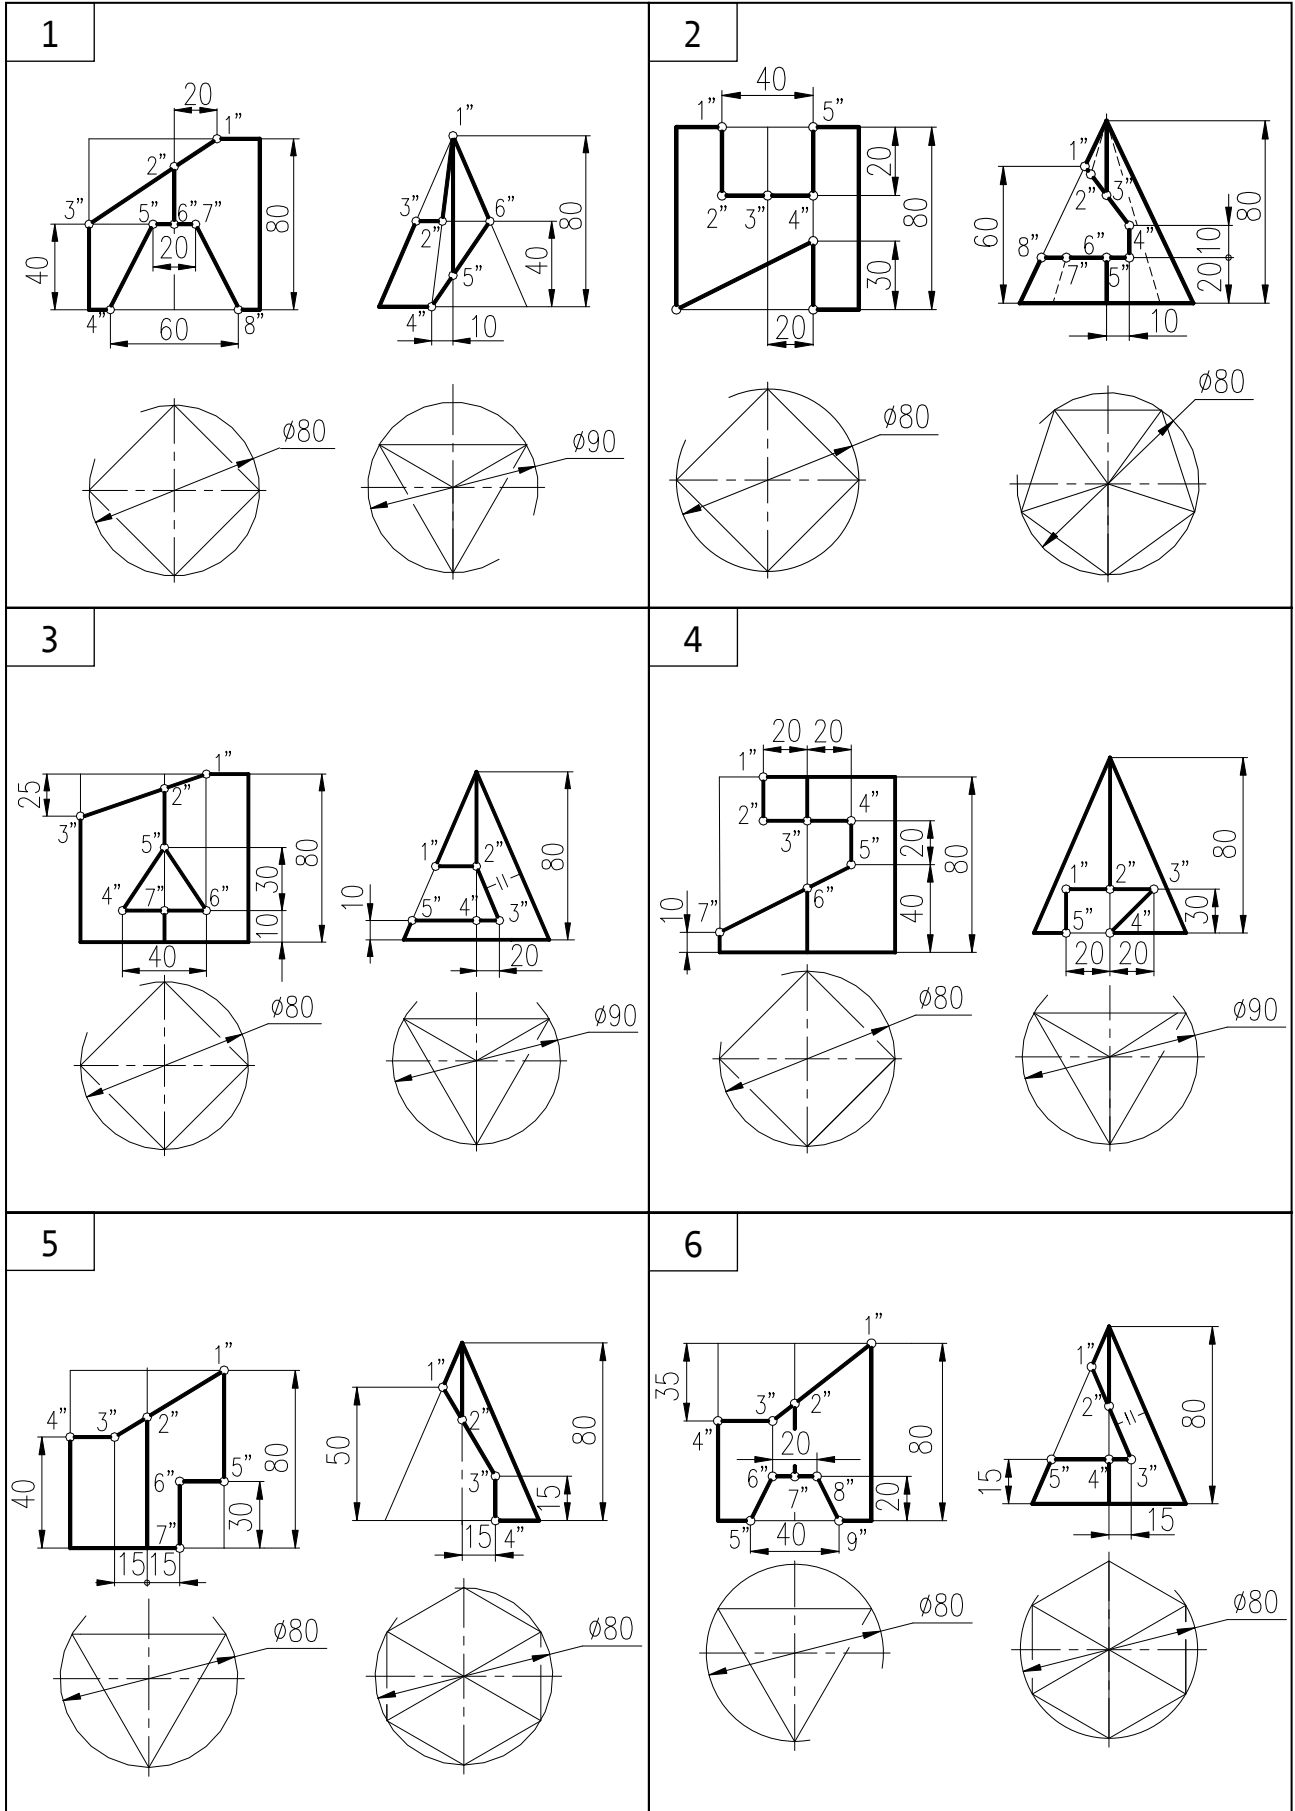 1
20
1” 2” 3” 5” 6” 7” 4” 8”
20
40
60
80
1” 3” 2” 6” 5” 4”
80
40
10
ø80
ø90
2
40
1” 5” 2” 3” 4”
20
80
30
20
1” 2” 3” 4” 8” 6” 7” 5”
60
80
10
20
10
ø80
ø80
3
25
1” 2” 3” 5” 4” 7” 6”
80
30
10
40
1” 2” 5” 4” 3”
10
80
20
ø80
ø90
4
20 20
1” 2” 3” 4” 5” 6” 7”
20
40
80
10
1” 2” 3” 5” 4”
80
30
20 20
ø80
ø90
5
1” 4” 3” 2” 6” 5” 7”
40
80
30
15 15
1” 2” 3” 4”
50
80
15
15
ø80
ø80
6
1” 3” 2” 4” 6” 7” 8” 5” 9”
35
20
80
20
40
1” 2” 5” 4” 3”
80
15
15
ø80
ø80